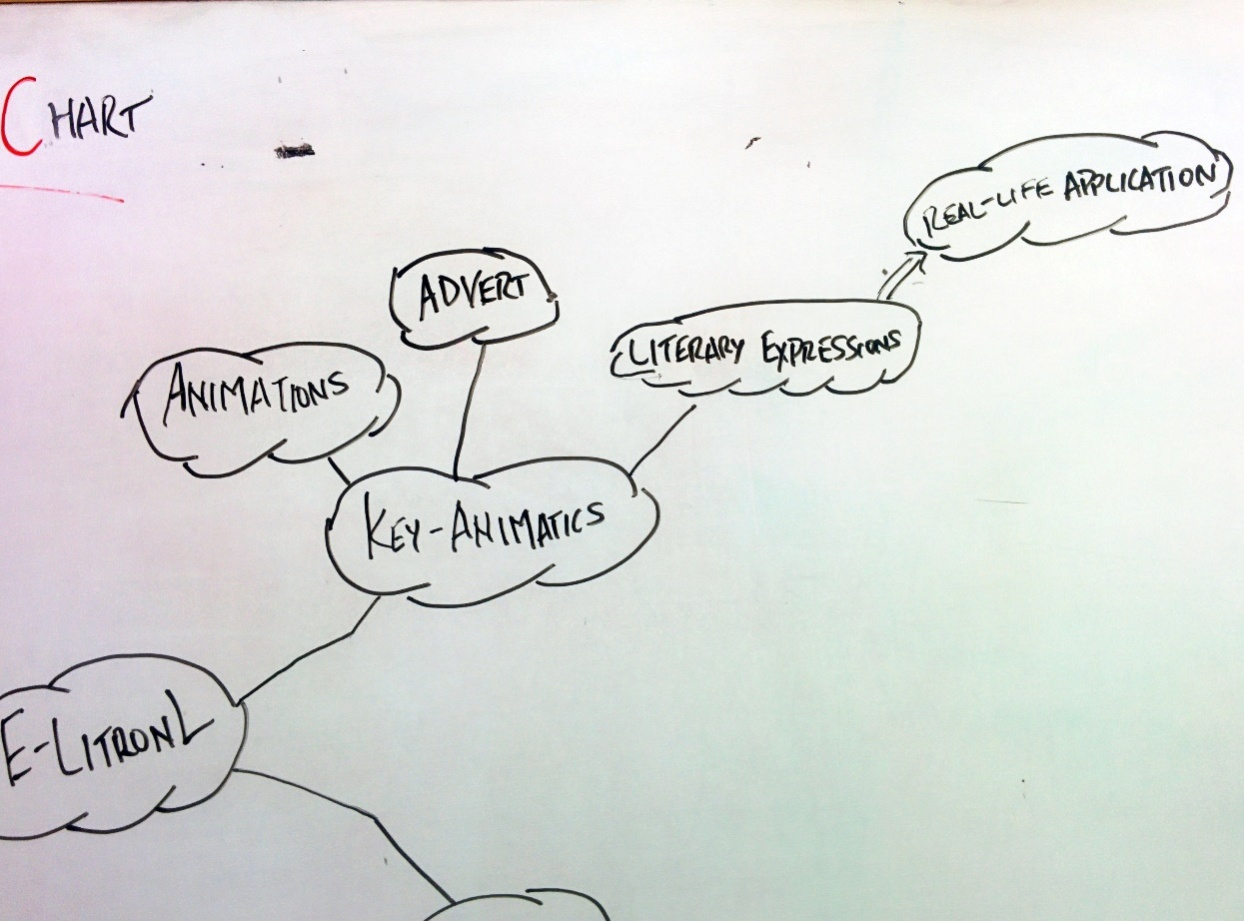 CHART
REAL-LIFE APPLICATION
ADVERT
LITERARY EXPRESSIONS
ANIMATIONS
KEY-ANIMATICS
E-LITRONL